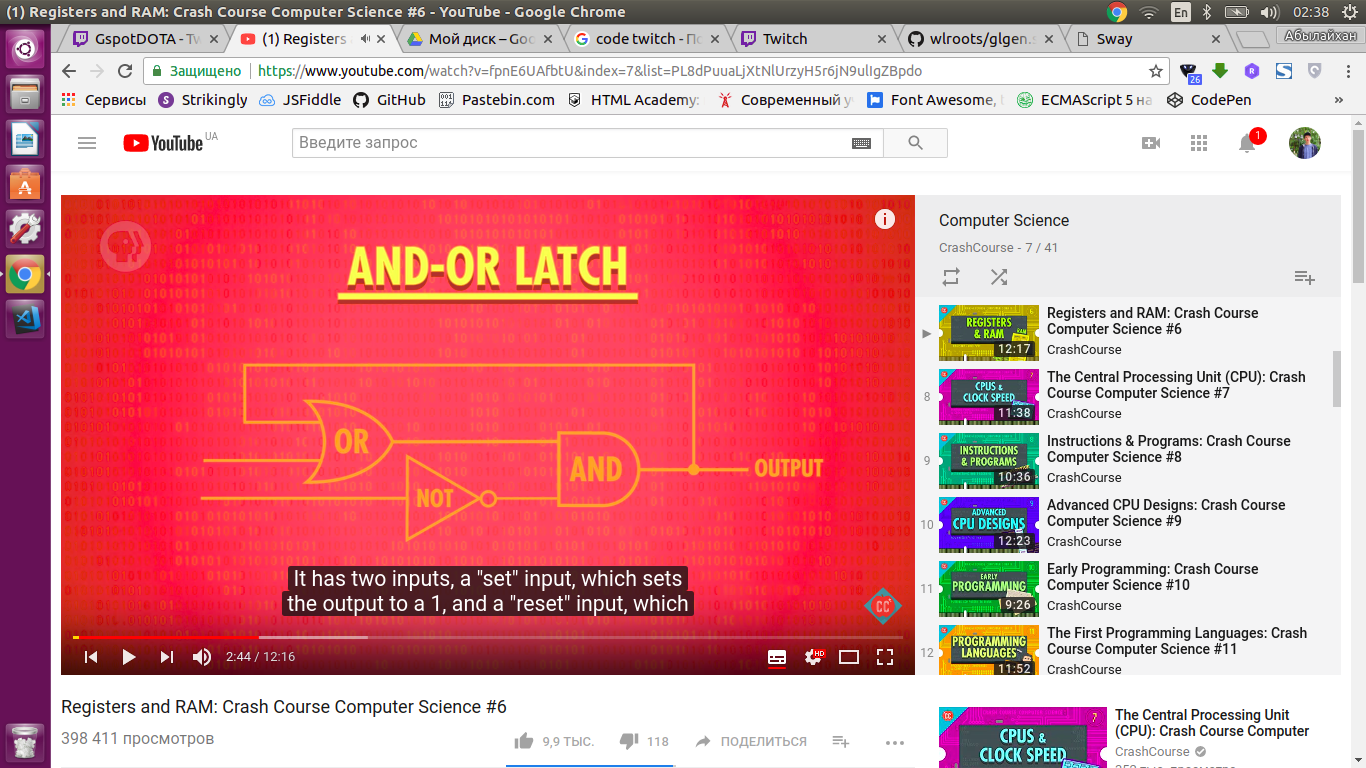 (1) Registers and RAM: Crash Course Computer Science #6 - YouTube - Google Chrome
En
02:38
GspotDOTA - Tw
(1) Registers
Мой диск – Goo
code twitch - По
Twitch
wlroots/glgen.s
Sway
Абылайхан
Защищено
https://www.youtube.com/watch?v=fpnE6UAfbtU&index=7&list=PL8dPuuaLjXtNlUrzyH5r6jN9ulIgZBpdo
26
Сервисы
Strikingly
JSFiddle
GitHub
Pastebin.com
HTML Academy:
Современный у
Font Awesome,
ECMAScript 5 на
CodePen
»
YouTube UA
Введите запрос
1
AND-OR LATCH
OR
NOT
AND
OUTPUT
It has two inputs, a "set" input, which sets
the output to a 1, and a "reset" input, which
CC
2:44 / 12:16
HD
Computer Science
CrashCourse - 7 / 41
REGISTERS
& RAM
12:17
Registers and RAM: Crash Course
Computer Science #6
CrashCourse
8
CPUS &
CLOCK SPEED
11:38
The Central Processing Unit (CPU): Crash
Course Computer Science #7
CrashCourse
9
INSTRUCTIONS
& PROGRAMS
10:36
Instructions & Programs: Crash Course
Computer Science #8
CrashCourse
10
ADVANCED
CPU DESIGNS
12:23
Advanced CPU Designs: Crash Course
Computer Science #9
CrashCourse
11
EARLY
PROGRAMMING
9:26
Early Programming: Crash Course
Computer Science #10
CrashCourse
12
PROGRAMMING
LANGUAGES
11:52
The First Programming Languages: Crash
Course Computer Science #11
CrashCourse
Registers and RAM: Crash Course Computer Science #6
398 411 просмотров
9,9 ТЫС.
118
ПОДЕЛИТЬСЯ
CC
7
CPUS &
CLOCK SPEED
The Central Processing Unit
(CPU): Crash Course Computer
CrashCourse